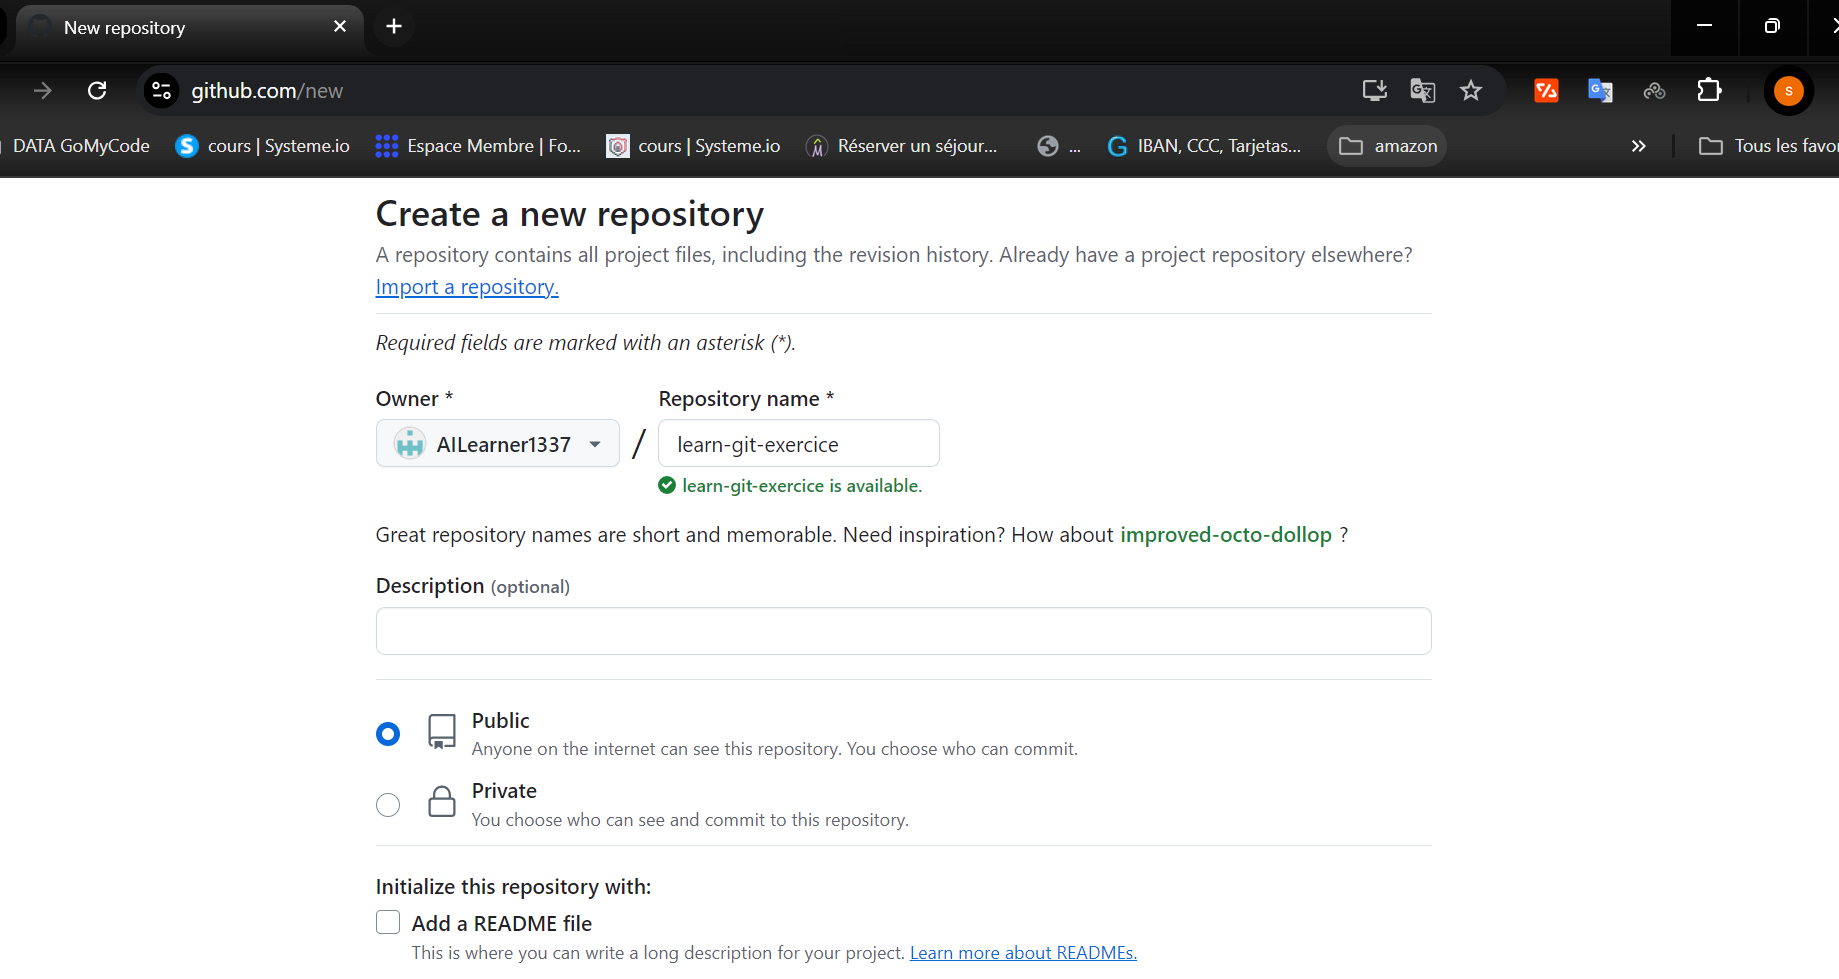 New repository
github.com/new
DATA GoMyCode
cours | Systeme.io
Espace Membre | Fo...
cours | Systeme.io
Réserver un séjour...
...
IBAN, CCC, Tarjetas...
amazon
Tous les favo
Create a new repository
A repository contains all project files, including the revision history. Already have a project repository elsewhere?
Import a repository.
Required fields are marked with an asterisk (*).
Owner *
Repository name *
AILearner1337
/
learn-git-exercice
learn-git-exercice is available.
Great repository names are short and memorable. Need inspiration? How about improved-octo-dollop ?
Description (optional)
Public
Anyone on the internet can see this repository. You choose who can commit.
Private
You choose who can see and commit to this repository.
Initialize this repository with:
Add a README file
This is where you can write a long description for your project. Learn more about READMEs.